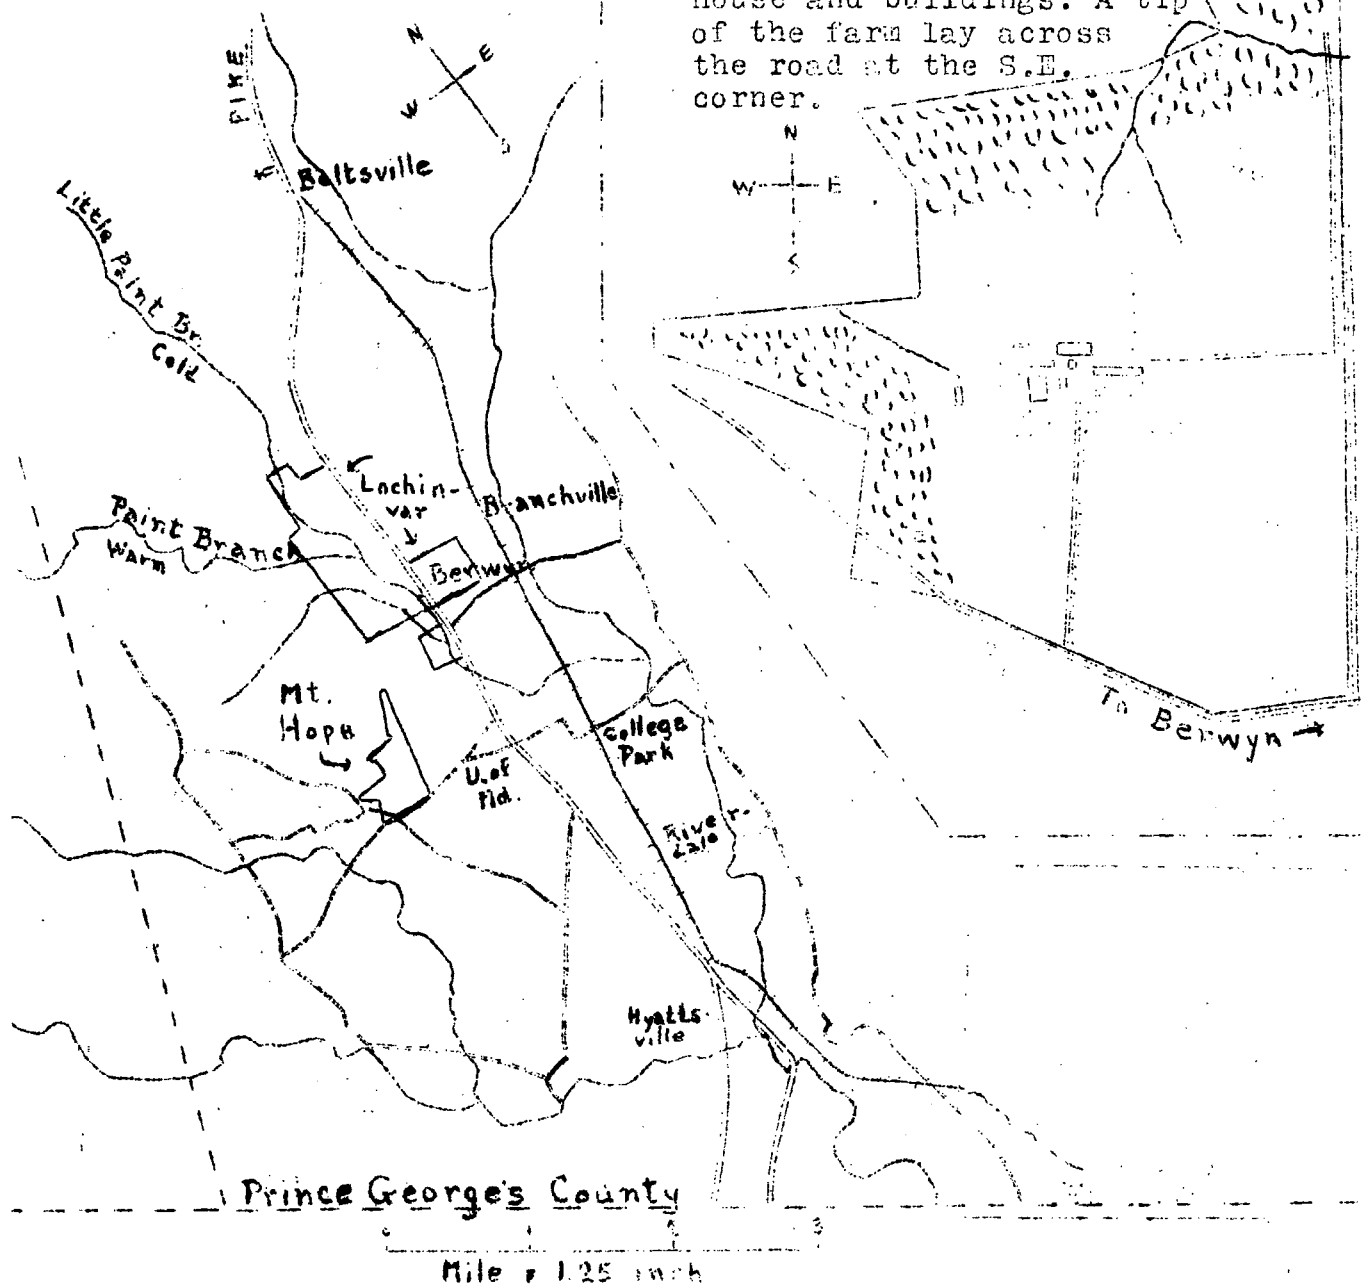 house and buildings. A tip
of the farm lay across
the road at the S.E.
corner.
N
E
W
PIKE.
Beltsville
N
W
E
S
Little Paint Br.
Cold
Lochin-
var
Branchville
Paint Branch
Warm
Berwyn
Mt.
Hope
U. of
Md.
College
Park
River-
dale
To Berwyn
Hyatts-
ville
Prince George's County
3
Mile = 1.25 inch